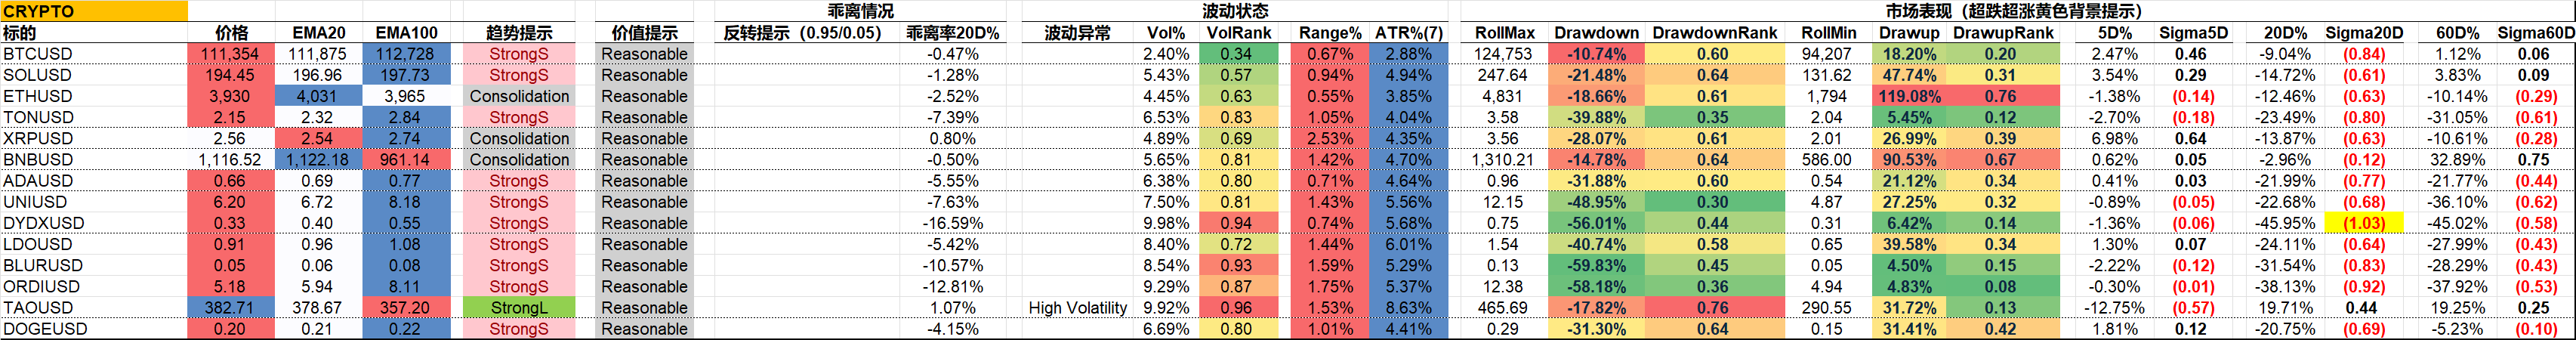 CRYPTO 乖离情况 波动状态 市场表现（超跌超涨黄色背景提示）
标的 价格 EMA20 EMA100 趋势提示 价值提示 反转提示（0.95/0.05） 乖离率20D% 波动异常 Vol% VolRank Range% ATR%(7) RollMax Drawdown DrawdownRank RollMin Drawup DrawupRank 5D% Sigma5D 20D% Sigma20D 60D% Sigma60D
BTCUSD 111,354 111,875 112,728 StrongS Reasonable -0.47% 2.40% 0.34 0.67% 2.88% 124,753 -10.74% 0.60 94,207 18.20% 0.20 2.47% 0.46 -9.04% (0.84) 1.12% 0.06
SOLUSD 194.45 196.96 197.73 StrongS Reasonable -1.28% 5.43% 0.57 0.94% 4.94% 247.64 -21.48% 0.64 131.62 47.74% 0.31 3.54% 0.29 -14.72% (0.61) 3.83% 0.09
ETHUSD 3,930 4,031 3,965 Consolidation Reasonable -2.52% 4.45% 0.63 0.55% 3.85% 4,831 -18.66% 0.61 1,794 119.08% 0.76 -1.38% (0.14) -12.46% (0.63) -10.14% (0.29)
TONUSD 2.15 2.32 2.84 StrongS Reasonable -7.39% 6.53% 0.83 1.05% 4.04% 3.58 -39.88% 0.35 2.04 5.45% 0.12 -2.70% (0.18) -23.49% (0.80) -31.05% (0.61)
XRPUSD 2.56 2.54 2.74 Consolidation Reasonable 0.80% 4.89% 0.69 2.53% 4.35% 3.56 -28.07% 0.61 2.01 26.99% 0.39 6.98% 0.64 -13.87% (0.63) -10.61% (0.28)
BNBUSD 1,116.52 1,122.18 961.14 Consolidation Reasonable -0.50% 5.65% 0.81 1.42% 4.70% 1,310.21 -14.78% 0.64 586.00 90.53% 0.67 0.62% 0.05 -2.96% (0.12) 32.89% 0.75
ADAUSD 0.66 0.69 0.77 StrongS Reasonable -5.55% 6.38% 0.80 0.71% 4.64% 0.96 -31.88% 0.60 0.54 21.12% 0.34 0.41% 0.03 -21.99% (0.77) -21.77% (0.44)
UNIUSD 6.20 6.72 8.18 StrongS Reasonable -7.63% 7.50% 0.81 1.43% 5.56% 12.15 -48.95% 0.30 4.87 27.25% 0.32 -0.89% (0.05) -22.68% (0.68) -36.10% (0.62)
DYDXUSD 0.33 0.40 0.55 StrongS Reasonable -16.59% 9.98% 0.94 0.74% 5.68% 0.75 -56.01% 0.44 0.31 6.42% 0.14 -1.36% (0.06) -45.95% (1.03) -45.02% (0.58)
LDOUSD 0.91 0.96 1.08 StrongS Reasonable -5.42% 8.40% 0.72 1.44% 6.01% 1.54 -40.74% 0.58 0.65 39.58% 0.34 1.30% 0.07 -24.11% (0.64) -27.99% (0.43)
BLURUSD 0.05 0.06 0.08 StrongS Reasonable -10.57% 8.54% 0.93 1.59% 5.29% 0.13 -59.83% 0.45 0.05 4.50% 0.15 -2.22% (0.12) -31.54% (0.83) -28.29% (0.43)
ORDIUSD 5.18 5.94 8.11 StrongS Reasonable -12.81% 9.29% 0.87 1.75% 5.37% 12.38 -58.18% 0.36 4.94 4.83% 0.08 -0.30% (0.01) -38.13% (0.92) -37.92% (0.53)
TAOUSD 382.71 378.67 357.20 StrongL Reasonable 1.07% High Volatility 9.92% 0.96 1.53% 8.63% 465.69 -17.82% 0.76 290.55 31.72% 0.13 -12.75% (0.57) 19.71% 0.44 19.25% 0.25
DOGEUSD 0.20 0.21 0.22 StrongS Reasonable -4.15% 6.69% 0.80 1.01% 4.41% 0.29 -31.30% 0.64 0.15 31.41% 0.42 1.81% 0.12 -20.75% (0.69) -5.23% (0.10)